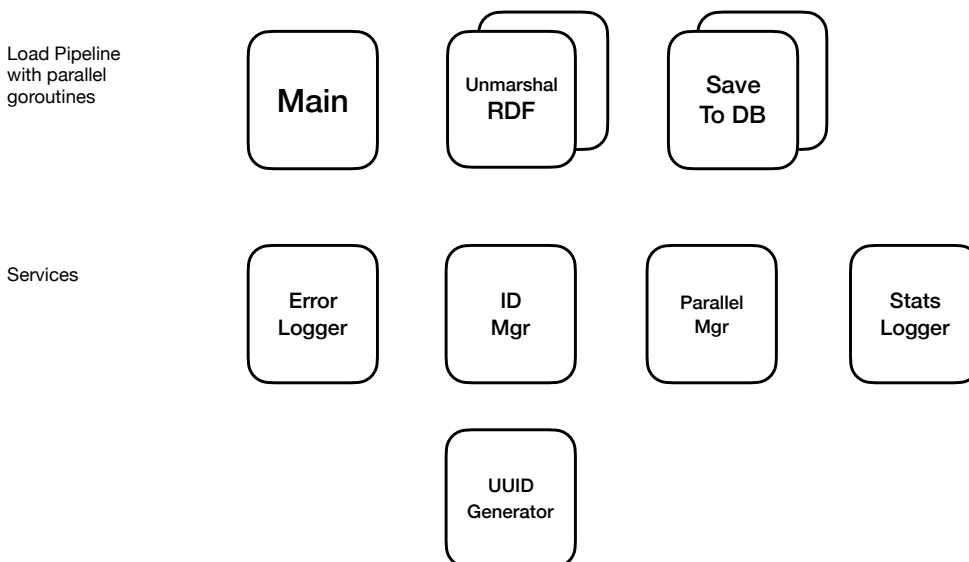 Load Pipeline
with parallel
goroutines
Main
Unmarshal
RDF
Save
To DB
Services
Error
Logger
ID
Mgr
Parallel
Mgr
Stats
Logger
UUID
Generator